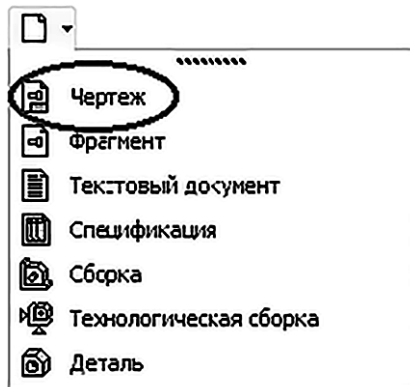 Чертеж
Фрагмент
Текстовый документ
Спецификация
Сборка
Технологическая сборка
Деталь